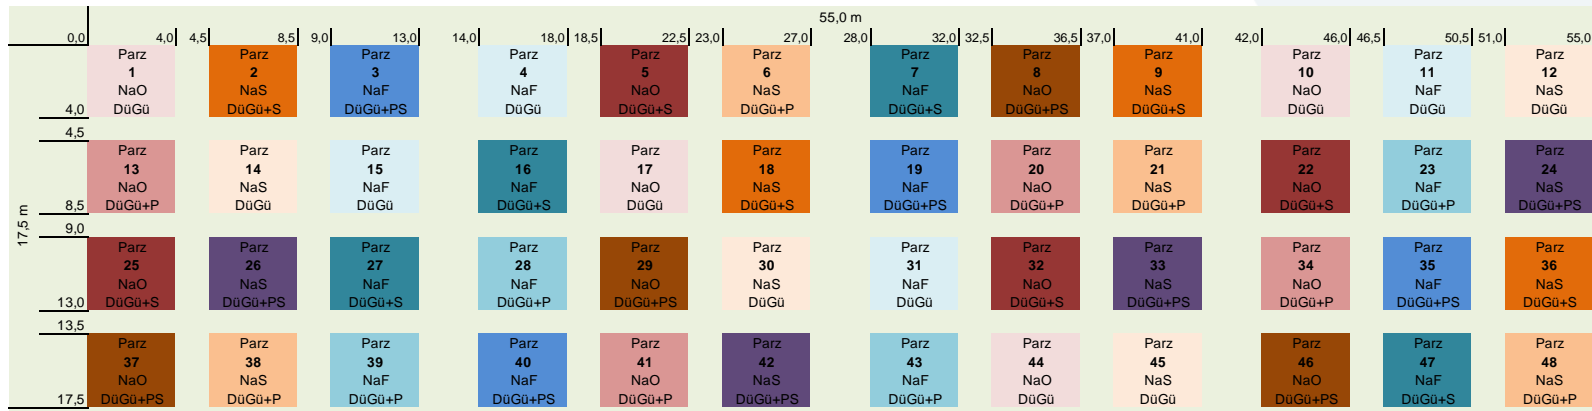 55,0 m
0,0 4,0 4,5 8,5 9,0 13,0 14,0 18,0 18,5 22,5 23,0 27,0 28,0 32,0 32,5 36,5 37,0 41,0 42,0 46,0 46,5 50,5 51,0 55,0
Parz Parz Parz Parz Parz Parz Parz Parz Parz Parz Parz Parz
1 2 3 4 5 6 7 8 9 10 11 12
NaO NaS NaF NaF NaO NaS NaF NaO NaS NaO NaF NaS
DüGü DüGü+S DüGü+PS DüGü DüGü+S DüGü+P DüGü+S DüGü+PS DüGü+S DüGü DüGü DüGü
4,0
4,5
Parz Parz Parz Parz Parz Parz Parz Parz Parz Parz Parz Parz
13 14 15 16 17 18 19 20 21 22 23 24
NaO NaS NaF NaF NaO NaS NaF NaO NaS NaO NaF NaS
DüGü+P DüGü DüGü DüGü+S DüGü DüGü+S DüGü+PS DüGü+P DüGü+P DüGü+S DüGü+P DüGü+PS
8,5
17,5 m
9,0
Parz Parz Parz Parz Parz Parz Parz Parz Parz Parz Parz Parz
25 26 27 28 29 30 31 32 33 34 35 36
NaO NaS NaF NaF NaO NaS NaF NaO NaS NaO NaF NaS
DüGü+S DüGü+PS DüGü+S DüGü+P DüGü+PS DüGü DüGü DüGü+S DüGü+PS DüGü+P DüGü+PS DüGü+S
13,0
13,5
Parz Parz Parz Parz Parz Parz Parz Parz Parz Parz Parz Parz
37 38 39 40 41 42 43 44 45 46 47 48
NaO NaS NaF NaF NaO NaS NaF NaO NaS NaO NaF NaS
DüGü+PS DüGü+P DüGü+P DüGü+PS DüGü+P DüGü+PS DüGü+P DüGü DüGü DüGü+PS DüGü+S DüGü+P
17,5